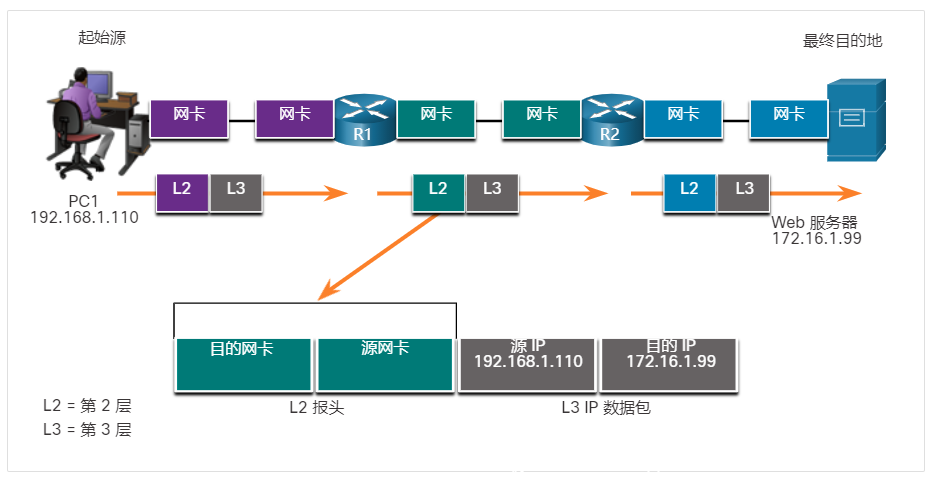 起始源
最终目的地
网卡
网卡
R1
网卡
网卡
R2
网卡
网卡
L2
L3
L2
L3
L2
L3
PC1
192.168.1.110
Web 服务器
172.16.1.99
目的网卡
源网卡
源 IP
192.168.1.110
目的 IP
172.16.1.99
L2 报头
L3 IP 数据包
L2 = 第 2 层
L3 = 第 3 层